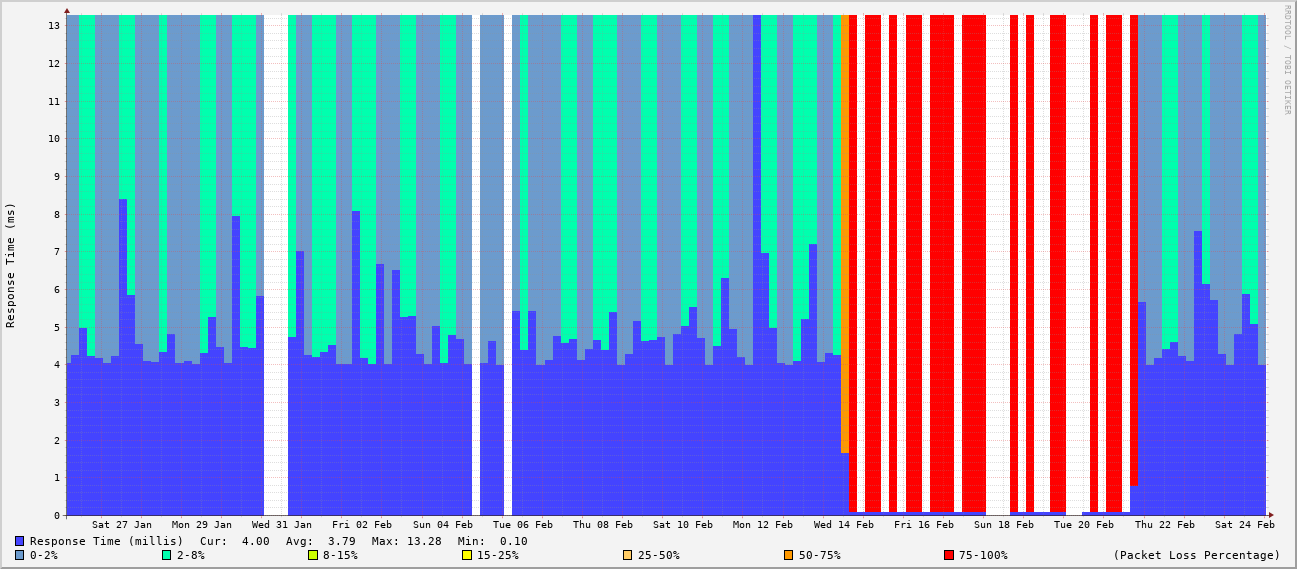 RRDTOOL / TOBI OETIKER
Response Time (ms)
13
12
11
10
9
8
7
6
5
4
3
2
1
0
Sat 27 Jan Mon 29 Jan Wed 31 Jan Fri 02 Feb Sun 04 Feb Tue 06 Feb Thu 08 Feb Sat 10 Feb Mon 12 Feb Wed 14 Feb Fri 16 Feb Sun 18 Feb Tue 20 Feb Thu 22 Feb Sat 24 Feb
Response Time (millis) Cur: 4.00 Avg: 3.79 Max: 13.28 Min: 0.10
0-2% 2-8% 8-15% 15-25% 25-50% 50-75% 75-100% (Packet Loss Percentage)